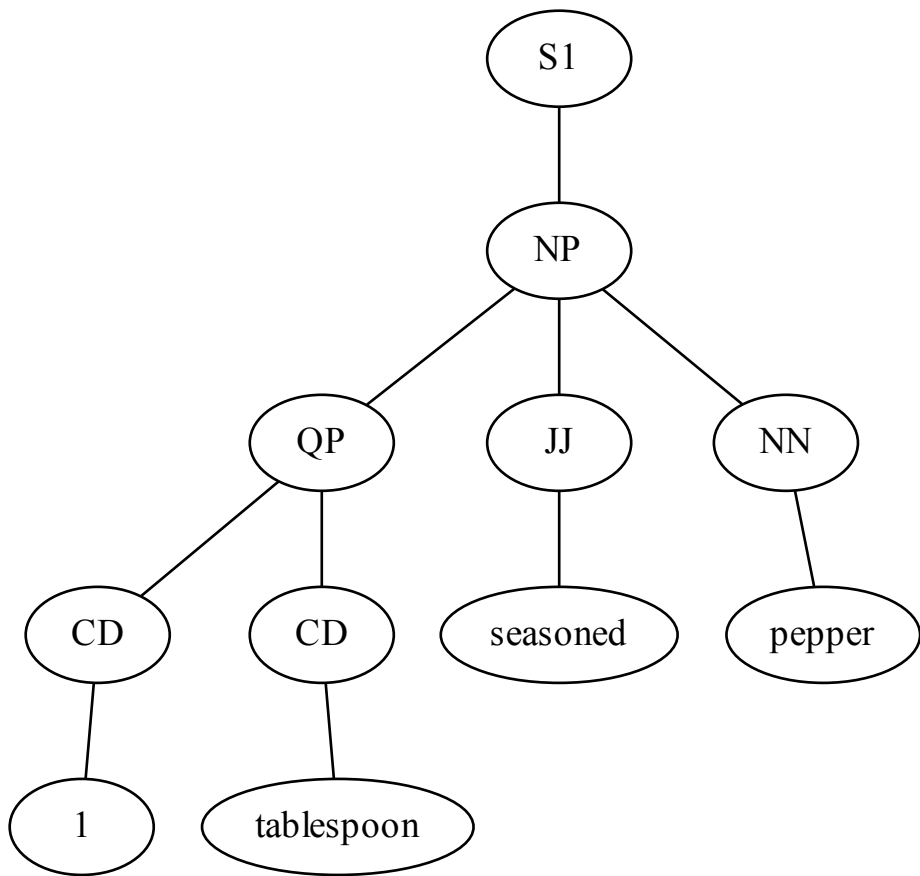 S1
NP
QP JJ NN
CD CD seasoned pepper
1 tablespoon